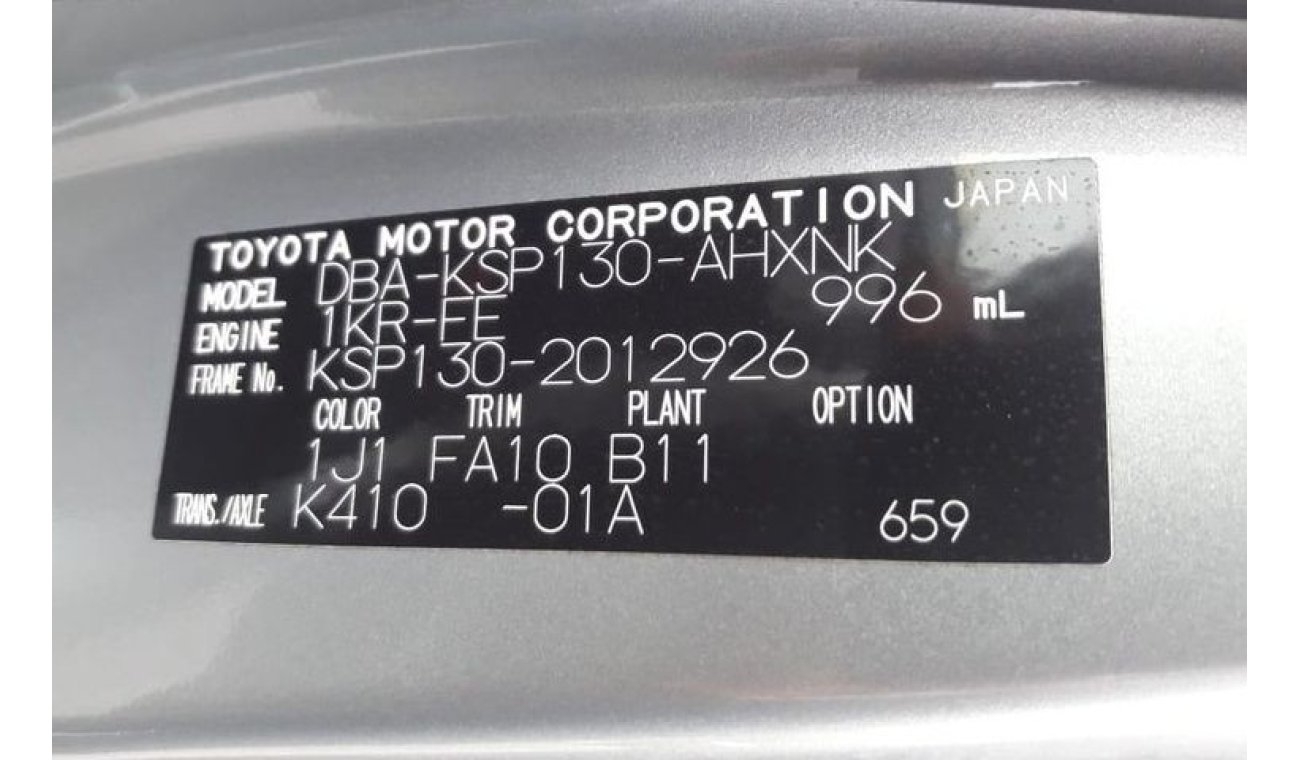 TOYOTA MOTOR CORPORATION JAPAN
MODEL DBA-KSP130-AHXNK
ENGINE 1KR-FE 996 mL
FRAME No. KSP130-2012926
COLOR TRIM PLANT OPTION
1J1 FA10 B11
TRANS./AXLE K410 -01A 659